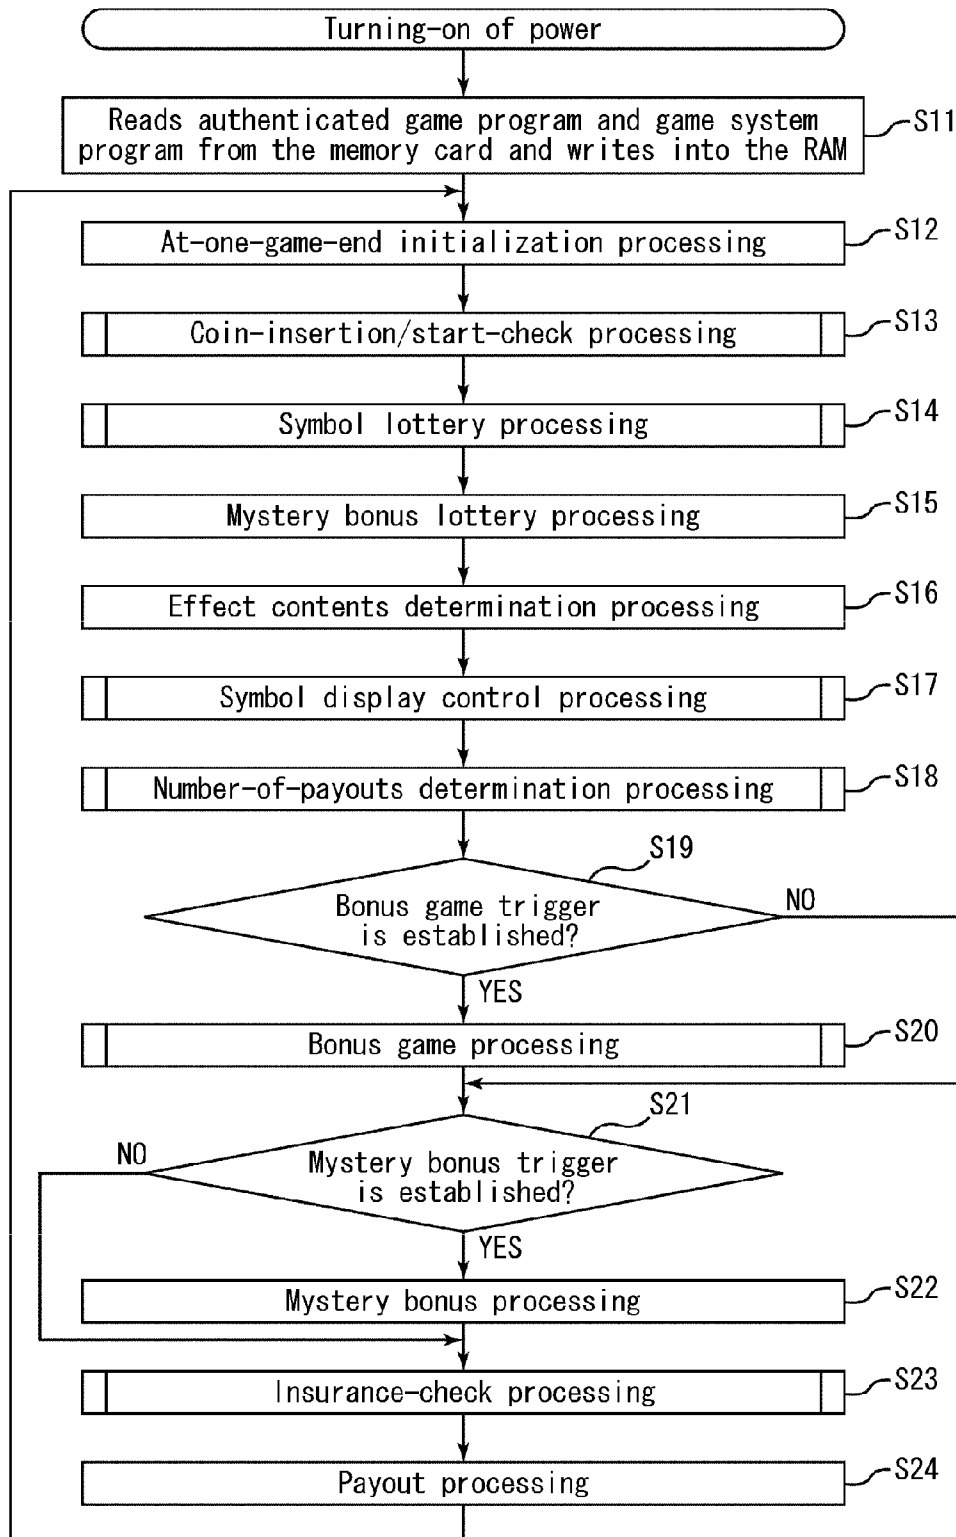 Turning-on of power
Reads authenticated game program and game system
program from the memory card and writes into the RAM
S11
At-one-game-end initialization processing
S12
Coin-insertion/start-check processing
S13
Symbol lottery processing
S14
Mystery bonus lottery processing
S15
Effect contents determination processing
S16
Symbol display control processing
S17
Number-of-payouts determination processing
S18
S19
Bonus game trigger
is established?
NO
YES
Bonus game processing
S20
S21
NO
Mystery bonus trigger
is established?
YES
Mystery bonus processing
S22
Insurance-check processing
S23
Payout processing
S24